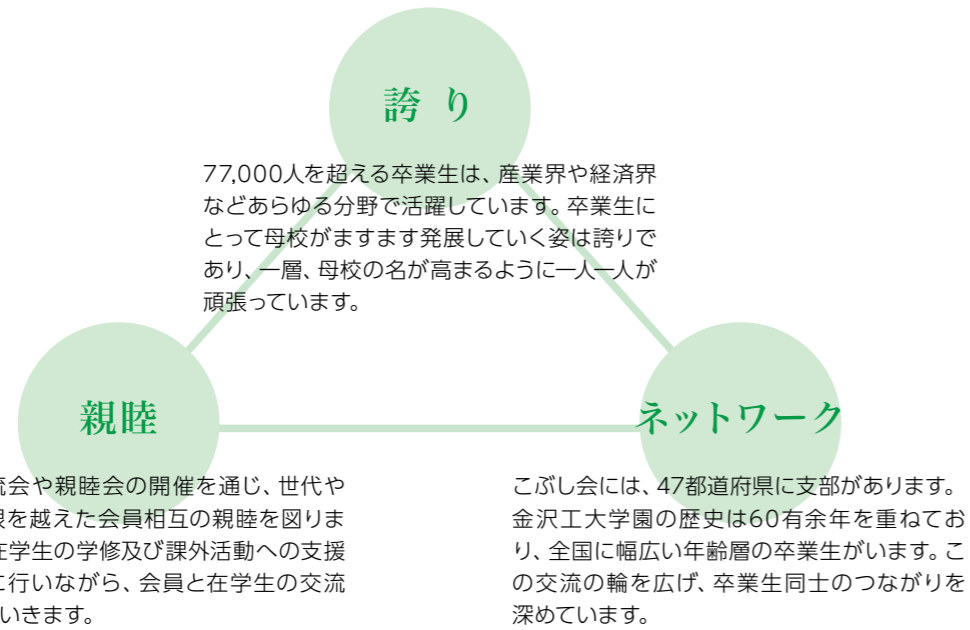 誇り
77,000人を超える卒業生は、産業界や経済界
などあらゆる分野で活躍しています。卒業生に
とって母校がますます発展していく姿は誇りで
あり、一層、母校の名が高まるように一人一人が
頑張っています。
親睦
流会や親睦会の開催を通じ、世代や
を越えた会員相互の親睦を図りま
在学生の学修及び課外活動への支援
に行いながら、会員と在学生の交流
いきます。
ネットワーク
こぶし会には、47都道府県に支部があります。
金沢工大学園の歴史は60有余年を重ねてお
り、全国に幅広い年齢層の卒業生がいます。こ
の交流の輪を広げ、卒業生同士のつながりを
深めています。